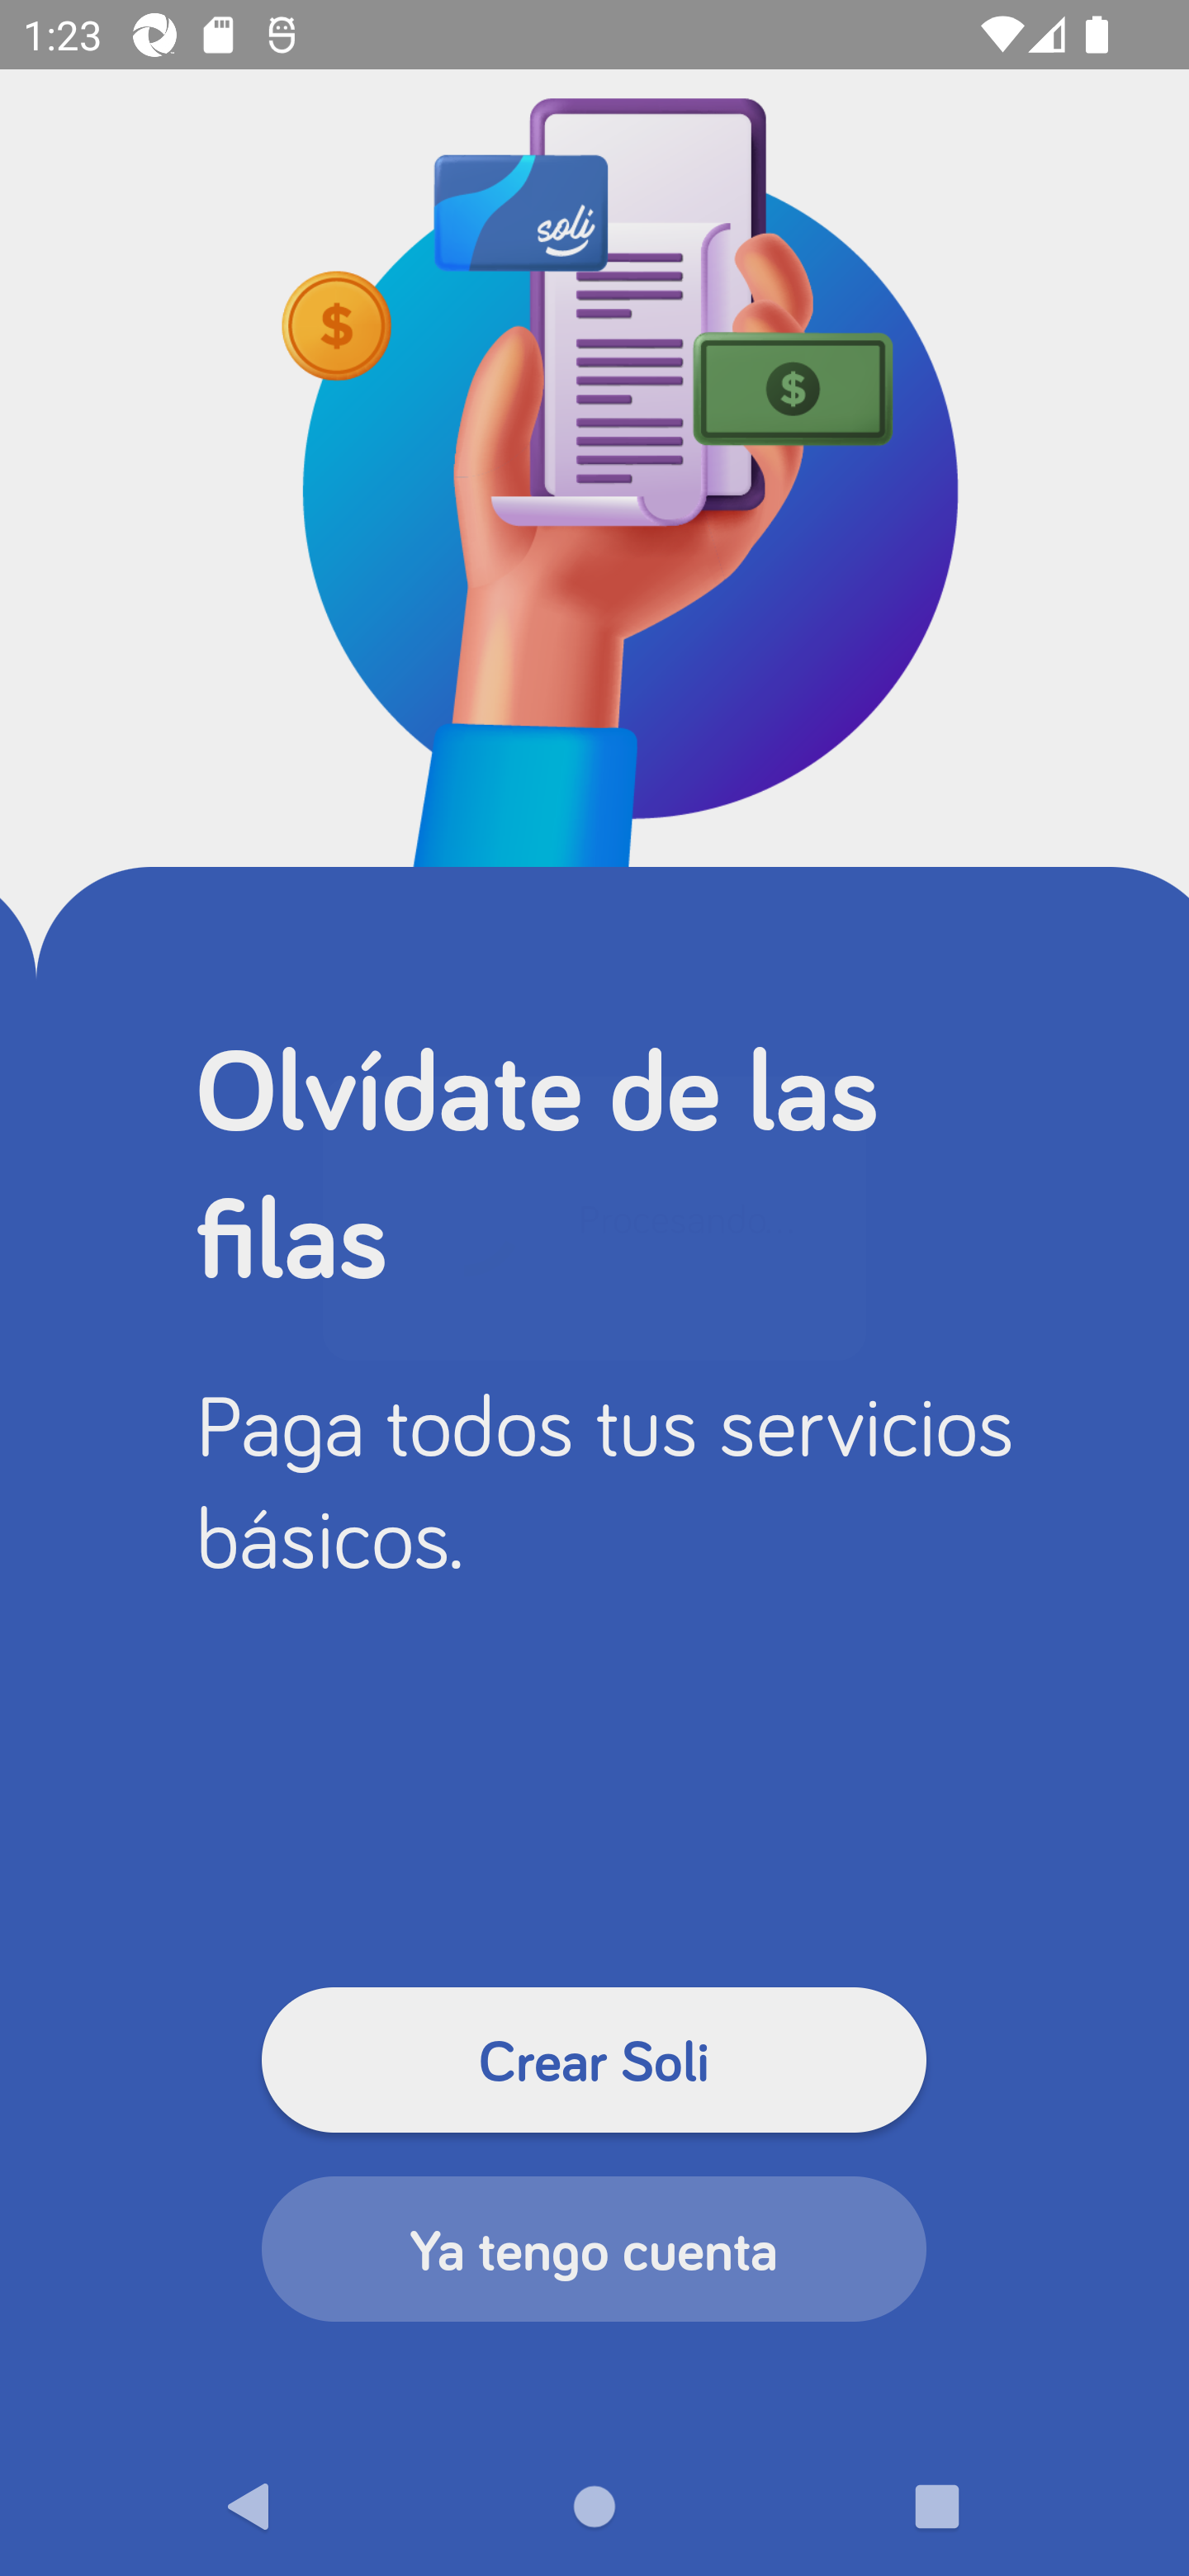 1:23
soli
$
$
Olvídate de las
filas
Paga todos tus servicios
básicos.
Crear Soli
Ya tengo cuenta